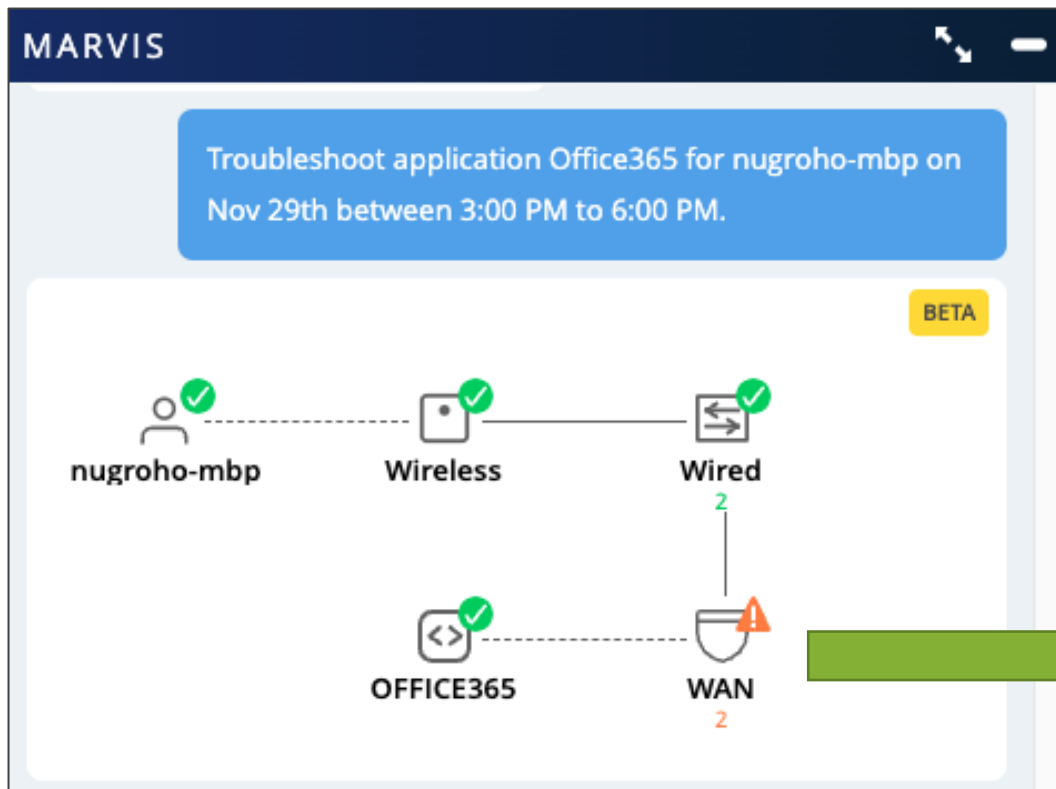 MARVIS
Troubleshoot application Office365 for nugroho-mbp on
Nov 29th between 3:00 PM to 6:00 PM.
BETA
nugroho-mbp
Wireless
Wired
2
OFFICE365
WAN
2